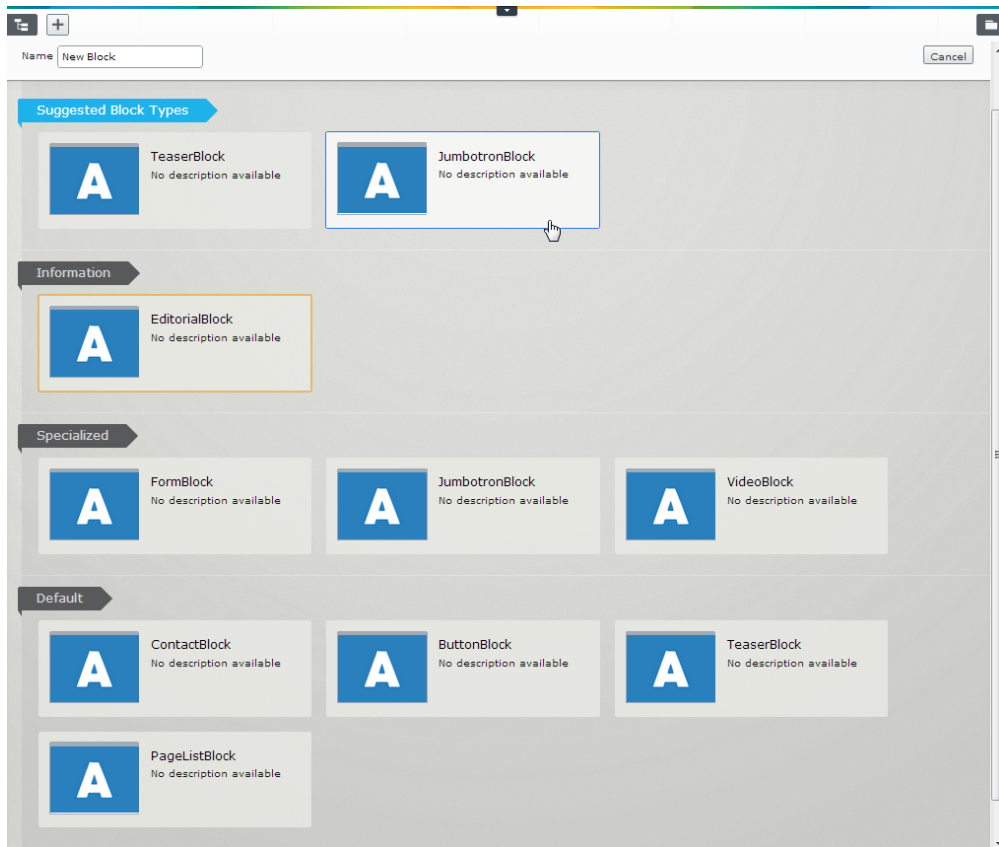 Name New Block Cancel
Suggested Block Types
A TeaserBlock
No description available
A JumbotronBlock
No description available
Information
A EditorialBlock
No description available
Specialized
A FormBlock
No description available
A JumbotronBlock
No description available
A VideoBlock
No description available
Default
A ContactBlock
No description available
A ButtonBlock
No description available
A TeaserBlock
No description available
A PageListBlock
No description available